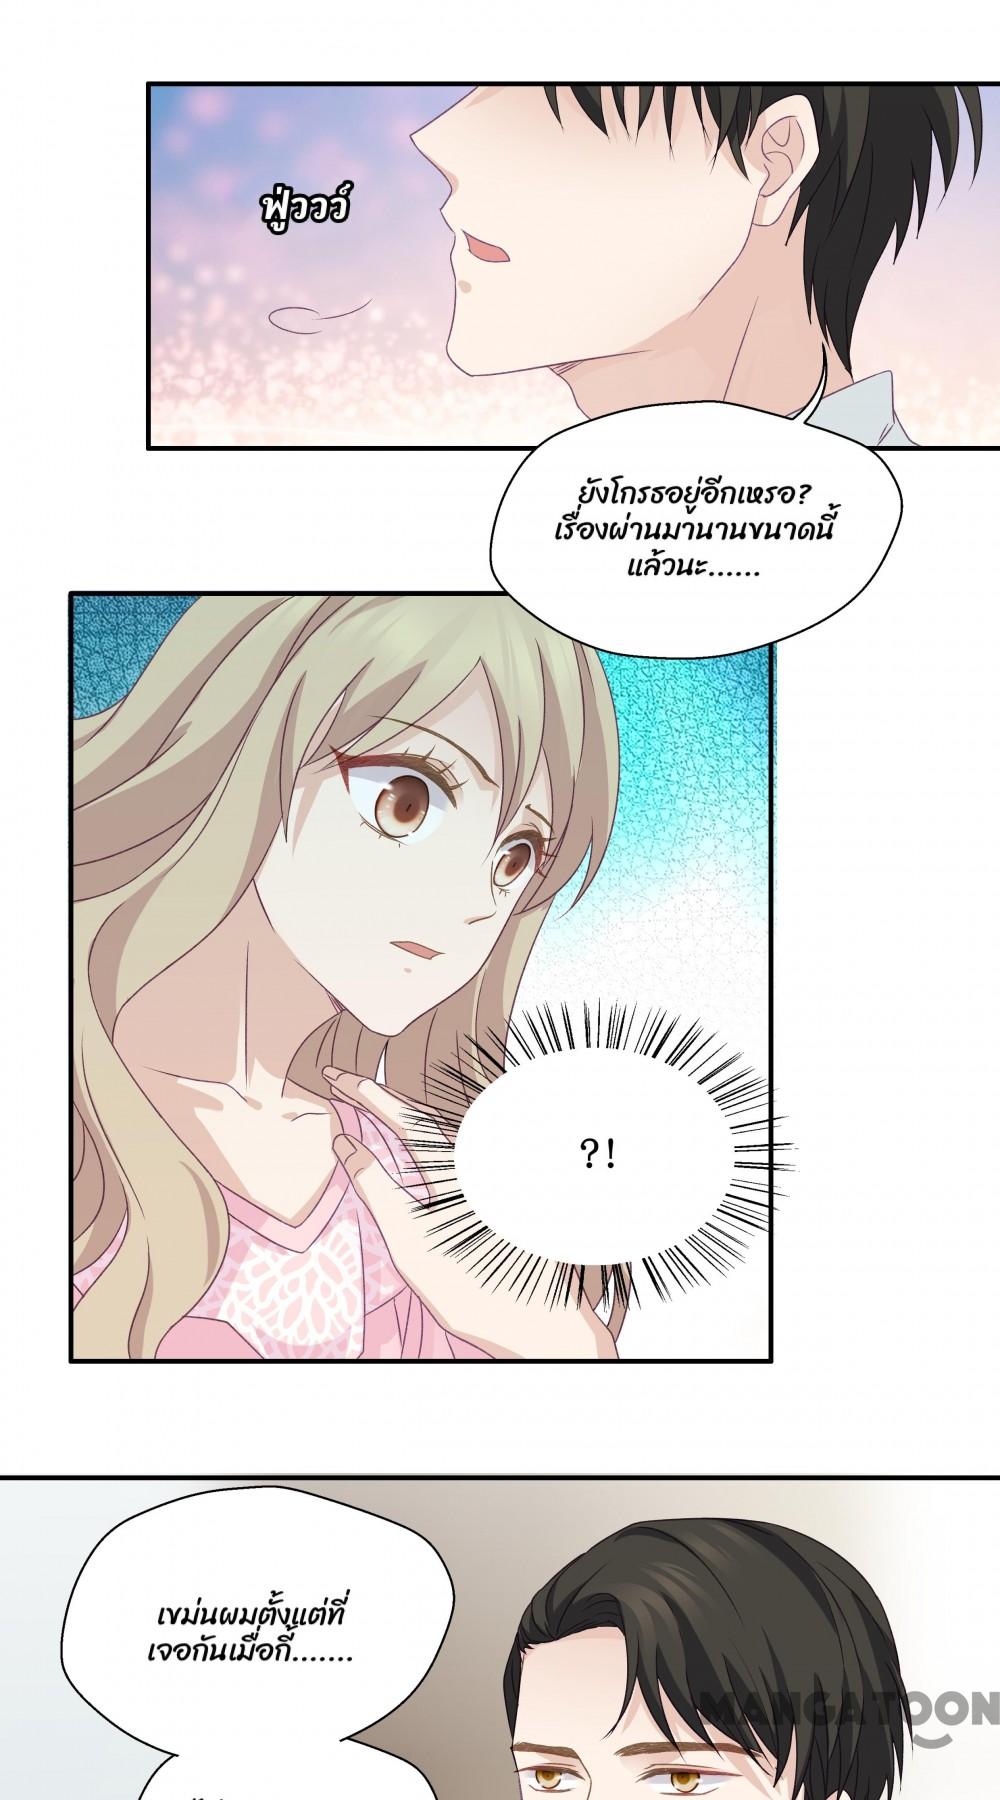 ฟู่ววว์
ยังโกรธอยู่อีกเหรอ?
เรื่องผ่านมานานขนาดนี้
แล้วนะ......
?!
เขม่นผมตั้งแต่ที่
เจอกันเมื่อกี้.......
MANGATOON